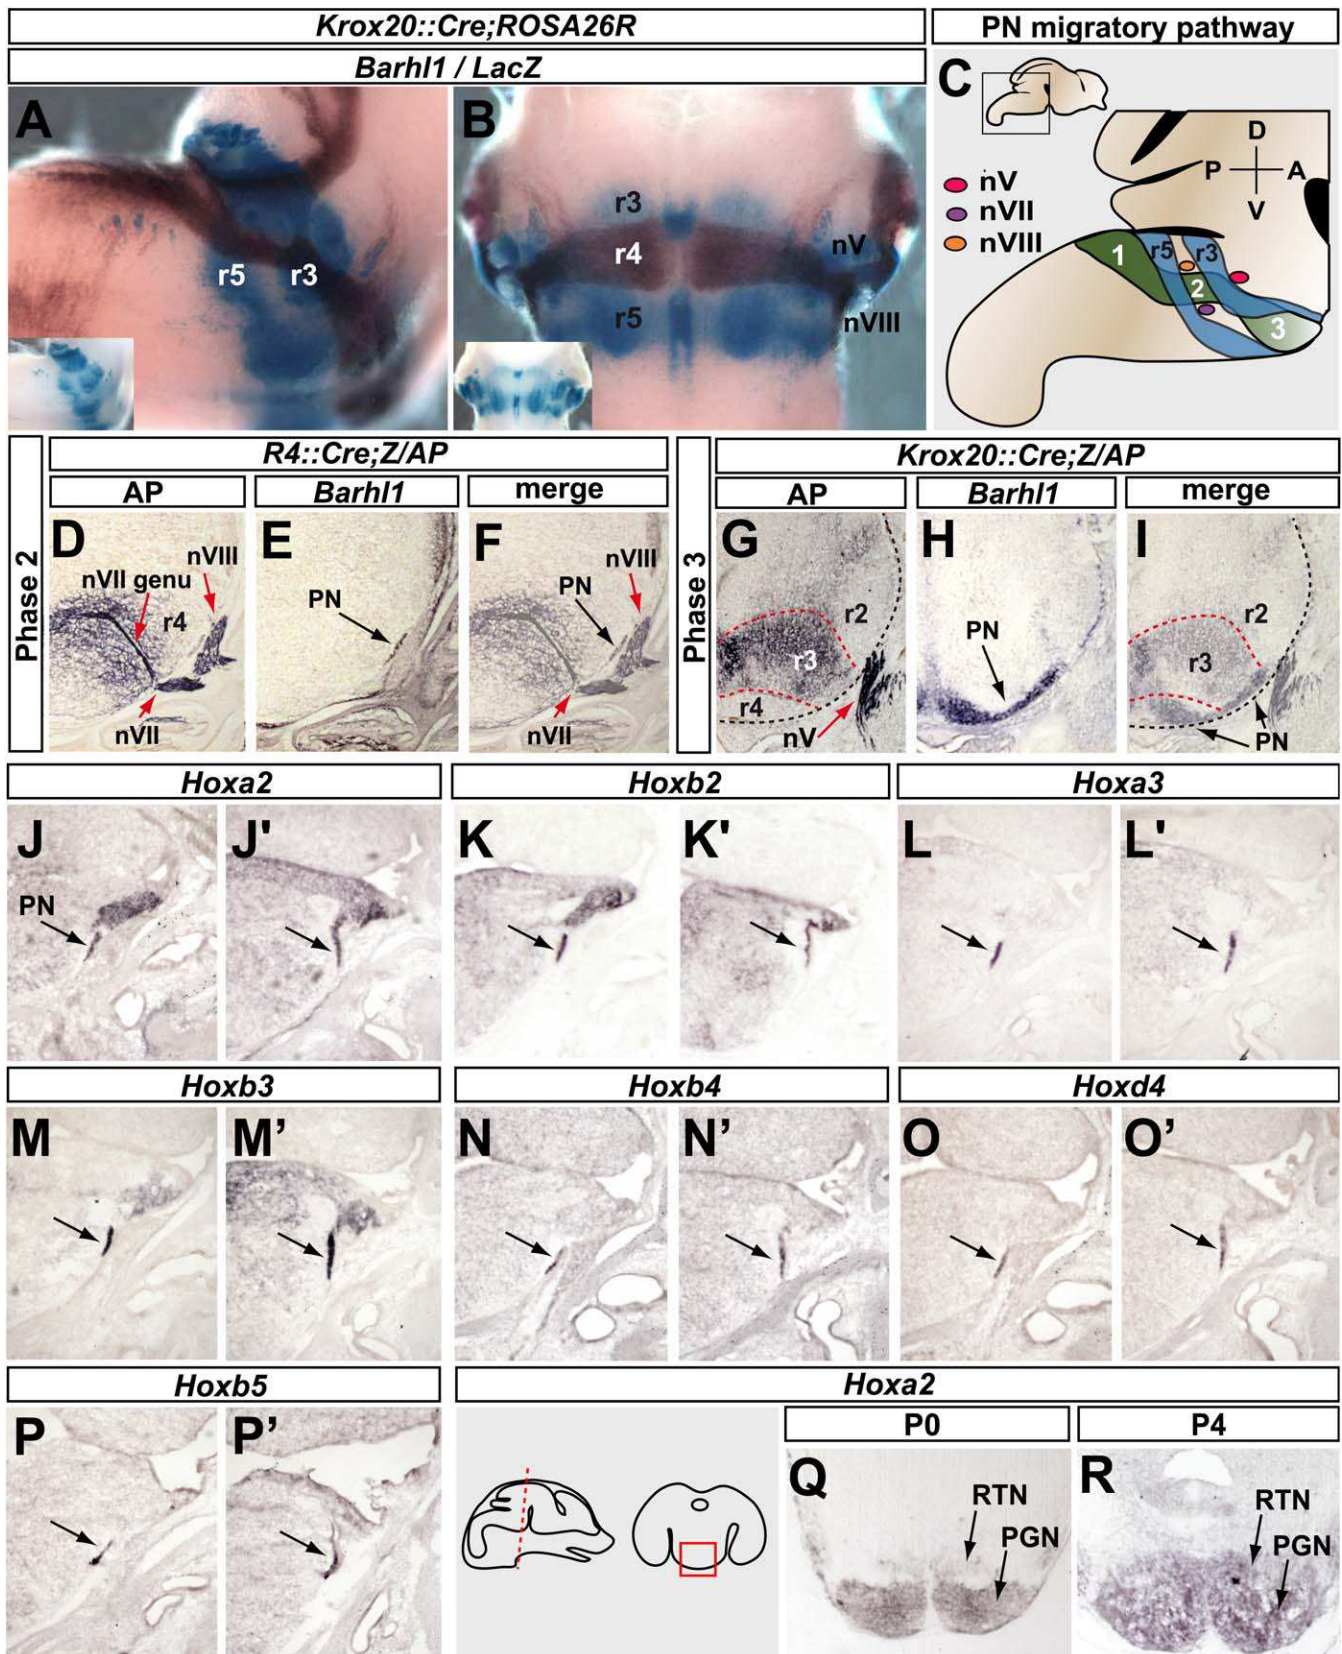 Krox20::Cre;ROSA26R
PN migratory pathway
Barhl1 / LacZ
A
r5
r3
B
r3
r4
r5
nV
nVIII
C
D
P
A
V
nV
nVII
nVIII
1
r5
r3
2
3
Phase 2
R4::Cre;Z/AP
AP
Barhl1
merge
D
nVIII
nVII genu
r4
nVII
E
PN
F
nVIII
PN
nVII
Phase 3
Krox20::Cre;Z/AP
AP
Barhl1
merge
G
r2
r3
r4
nV
H
PN
I
r2
r3
r4
PN
Hoxa2
Hoxb2
Hoxa3
J
PN
J'
K
K'
L
L'
Hoxb3
Hoxb4
Hoxd4
M
M’
N
N’
O
O’
Hoxb5
Hoxa2
P
P’
P0
P4
Q
RTN
PGN
R
RTN
PGN